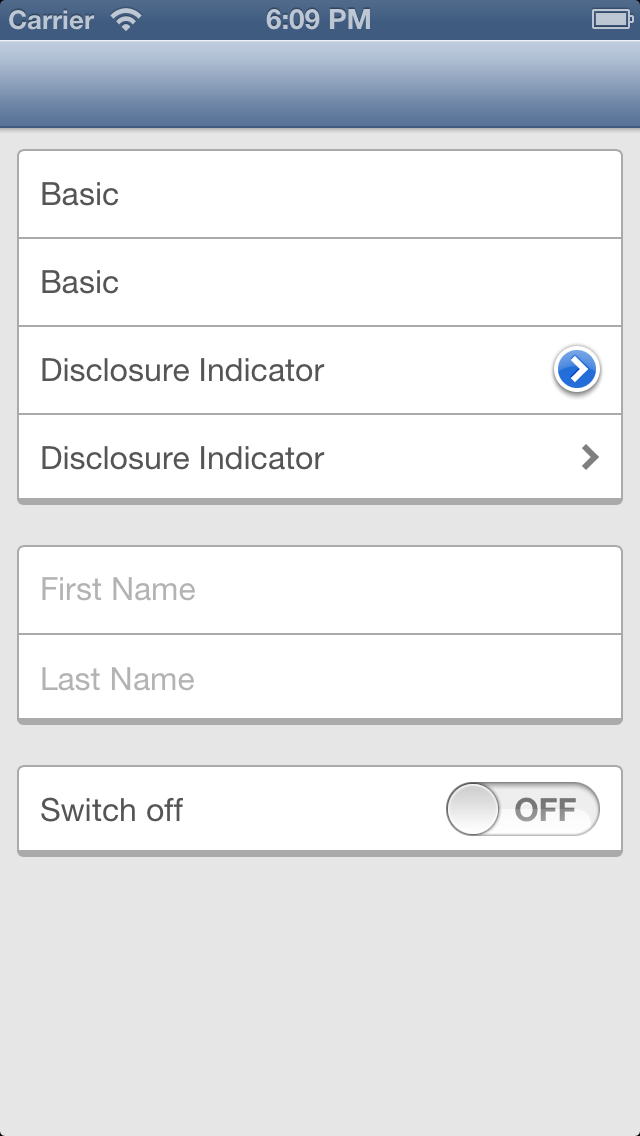 Carrier 6:09 PM
Basic
Basic
Disclosure Indicator
Disclosure Indicator
First Name
Last Name
Switch off OFF